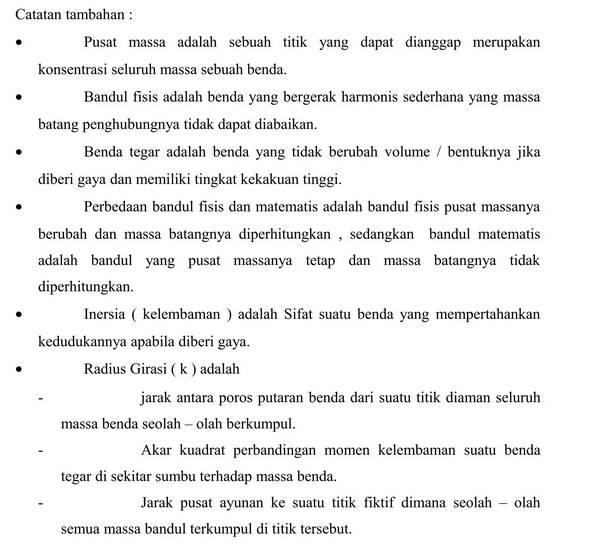 Catatan tambahan :
• Pusat massa adalah sebuah titik yang dapat dianggap merupakan
konsentrasi seluruh massa sebuah benda.
• Bandul fisis adalah benda yang bergerak harmonis sederhana yang massa
batang penghubungnya tidak dapat diabaikan.
• Benda tegar adalah benda yang tidak berubah volume / bentuknya jika
diberi gaya dan memiliki tingkat kekakuan tinggi.
• Perbedaan bandul fisis dan matematis adalah bandul fisis pusat massanya
berubah dan massa batangnya diperhitungkan , sedangkan bandul matematis
adalah bandul yang pusat massanya tetap dan massa batangnya tidak
diperhitungkan.
• Inersia ( kelembaman ) adalah Sifat suatu benda yang mempertahankan
kedudukannya apabila diberi gaya.
• Radius Girasi ( k ) adalah
- jarak antara poros putaran benda dari suatu titik diaman seluruh
massa benda seolah – olah berkumpul.
- Akar kuadrat perbandingan momen kelembaman suatu benda
tegar di sekitar sumbu terhadap massa benda.
- Jarak pusat ayunan ke suatu titik fiktif dimana seolah – olah
semua massa bandul terkumpul di titik tersebut.